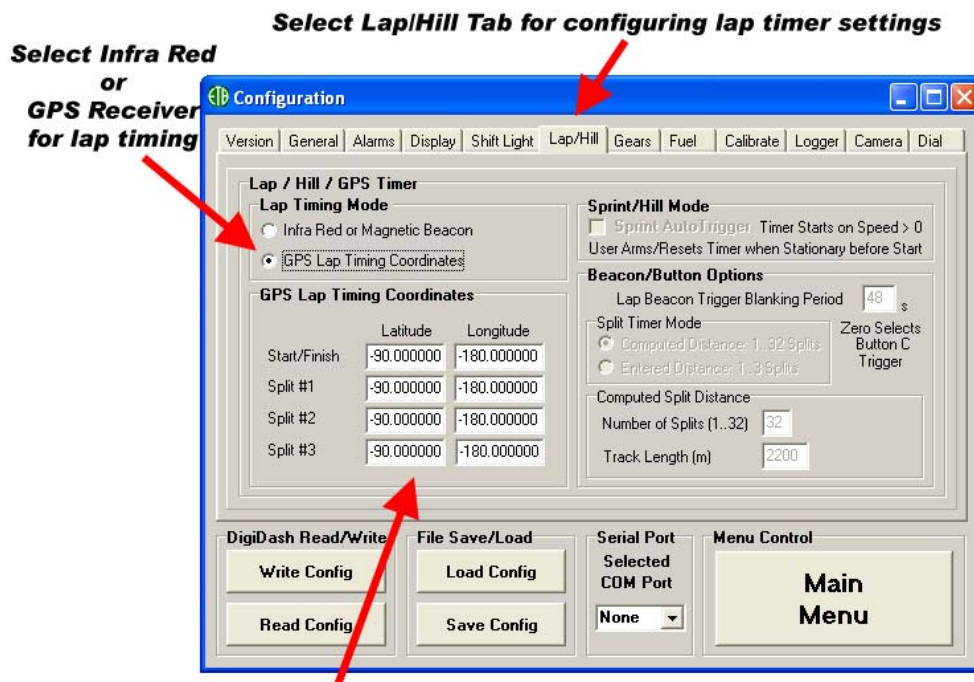 Select Lap/Hill Tab for configuring lap timer settings
Select Infra Red
or
GPS Receiver
for lap timing
ETB Configuration
Version General Alarms Display Shift Light Lap/Hill Gears Fuel Calibrate Logger Camera Dial
Lap / Hill / GPS Timer
Lap Timing Mode
Infra Red or Magnetic Beacon
GPS Lap Timing Coordinates
GPS Lap Timing Coordinates
Latitude Longitude
Start/Finish -90.000000 -180.000000
Split #1 -90.000000 -180.000000
Split #2 -90.000000 -180.000000
Split #3 -90.000000 -180.000000
Sprint/Hill Mode
Sprint AutoTrigger Timer Starts on Speed > 0
User Arms/Resets Timer when Stationary before Start
Beacon/Button Options
Lap Beacon Trigger Blanking Period 48 s
Split Timer Mode
Computed Distance: 1..32 Splits
Entered Distance: 1..3 Splits
Zero Selects
Button C
Trigger
Computed Split Distance
Number of Splits (1..32) 32
Track Length (m) 2200
DigiDash Read/Write
Write Config
Read Config
File Save/Load
Load Config
Save Config
Serial Port
Selected
COM Port
None
Menu Control
Main
Menu